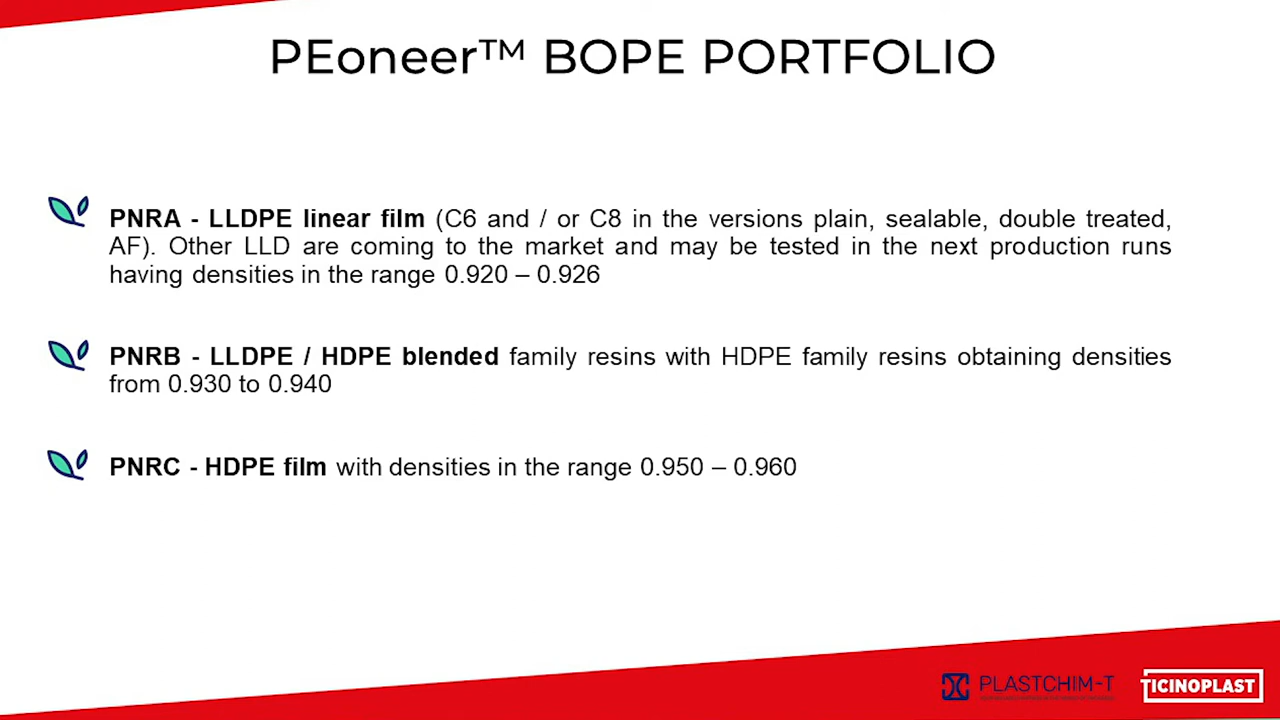 PEoneer™ BOPE PORTFOLIO
PNRA - LLDPE linear film (C6 and / or C8 in the versions plain, sealable, double treated,
AF). Other LLD are coming to the market and may be tested in the next production runs
having densities in the range 0.920 – 0.926
PNRB - LLDPE / HDPE blended family resins with HDPE family resins obtaining densities
from 0.930 to 0.940
PNRC - HDPE film with densities in the range 0.950 – 0.960
PLASTCHIM-T
TICINOPLAST